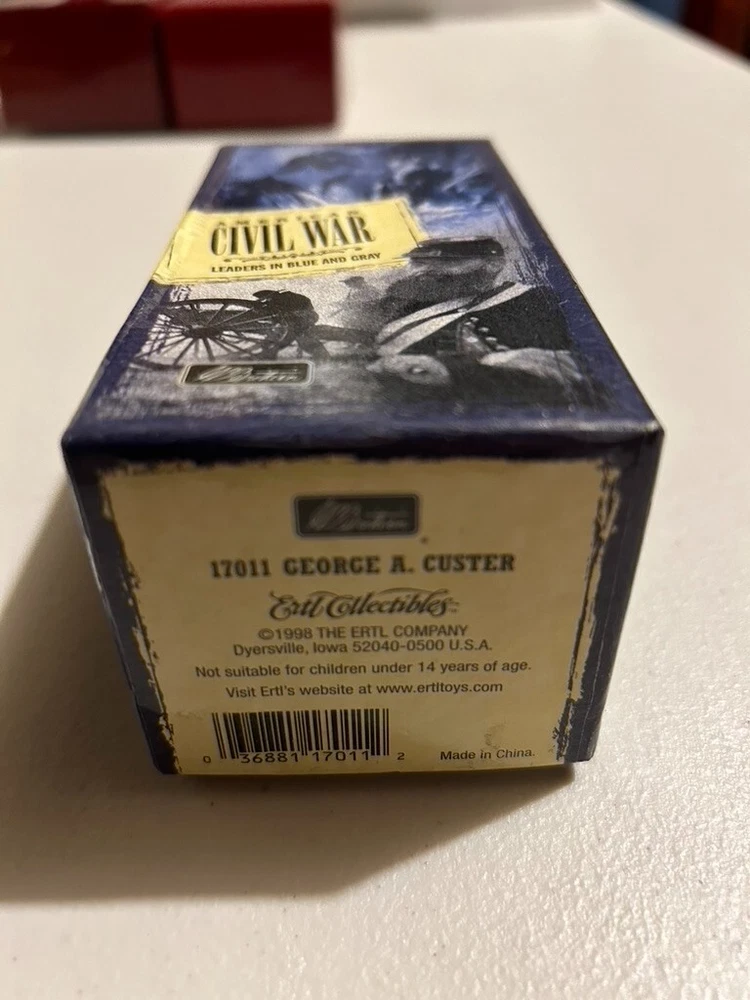 AMERICAN
CIVIL WAR
LEADERS IN BLUE AND GRAY
17011 GEORGE A. CUSTER
Ertl Collectibles™
©1998 THE ERTL COMPANY
Dyersville, Iowa 52040-0500 U.S.A.
Not suitable for children under 14 years of age.
Visit Ertl's website at www.ertltoys.com
0 36881 17011 2 Made in China.